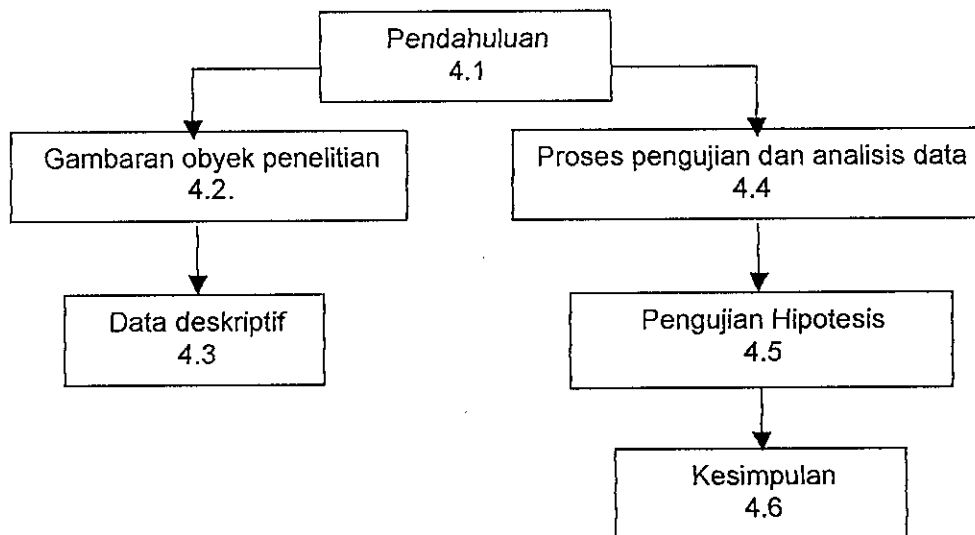 Pendahuluan
4.1
Gambaran obyek penelitian
4.2.
Proses pengujian dan analisis data
4.4
Data deskriptif
4.3
Pengujian Hipotesis
4.5
Kesimpulan
4.6